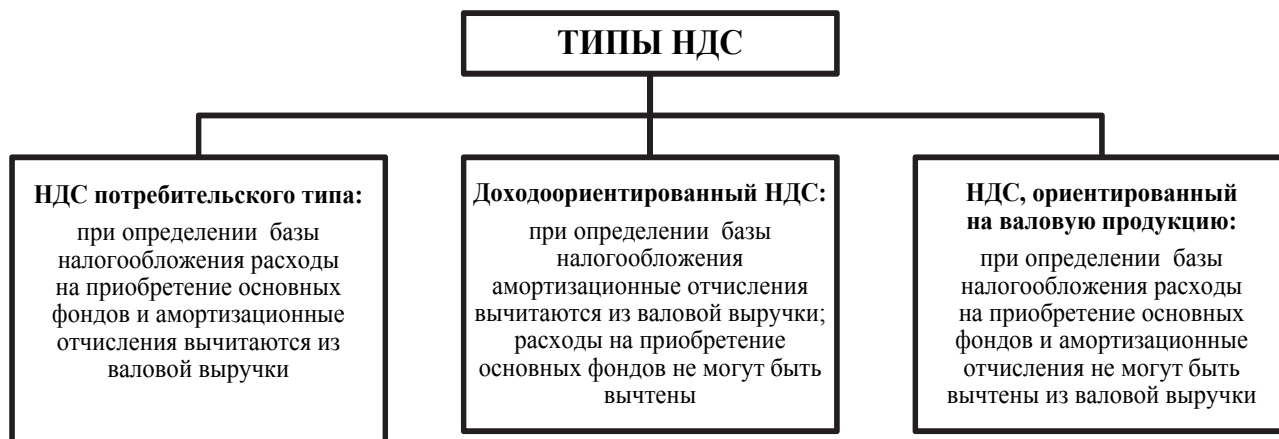 ТИПЫ НДС
НДС потребительского типа:
при определении базы
налогообложения расходы
на приобретение основных
фондов и амортизационные
отчисления вычитаются из
валовой выручки
Доходоориентированный НДС:
при определении базы
налогообложения
амортизационные отчисления
вычитаются из валовой выручки;
расходы на приобретение
основных фондов не могут быть
вычтены
НДС, ориентированный
на валовую продукцию:
при определении базы
налогообложения расходы
на приобретение основных
фондов и амортизационные
отчисления не могут быть
вычтены из валовой выручки